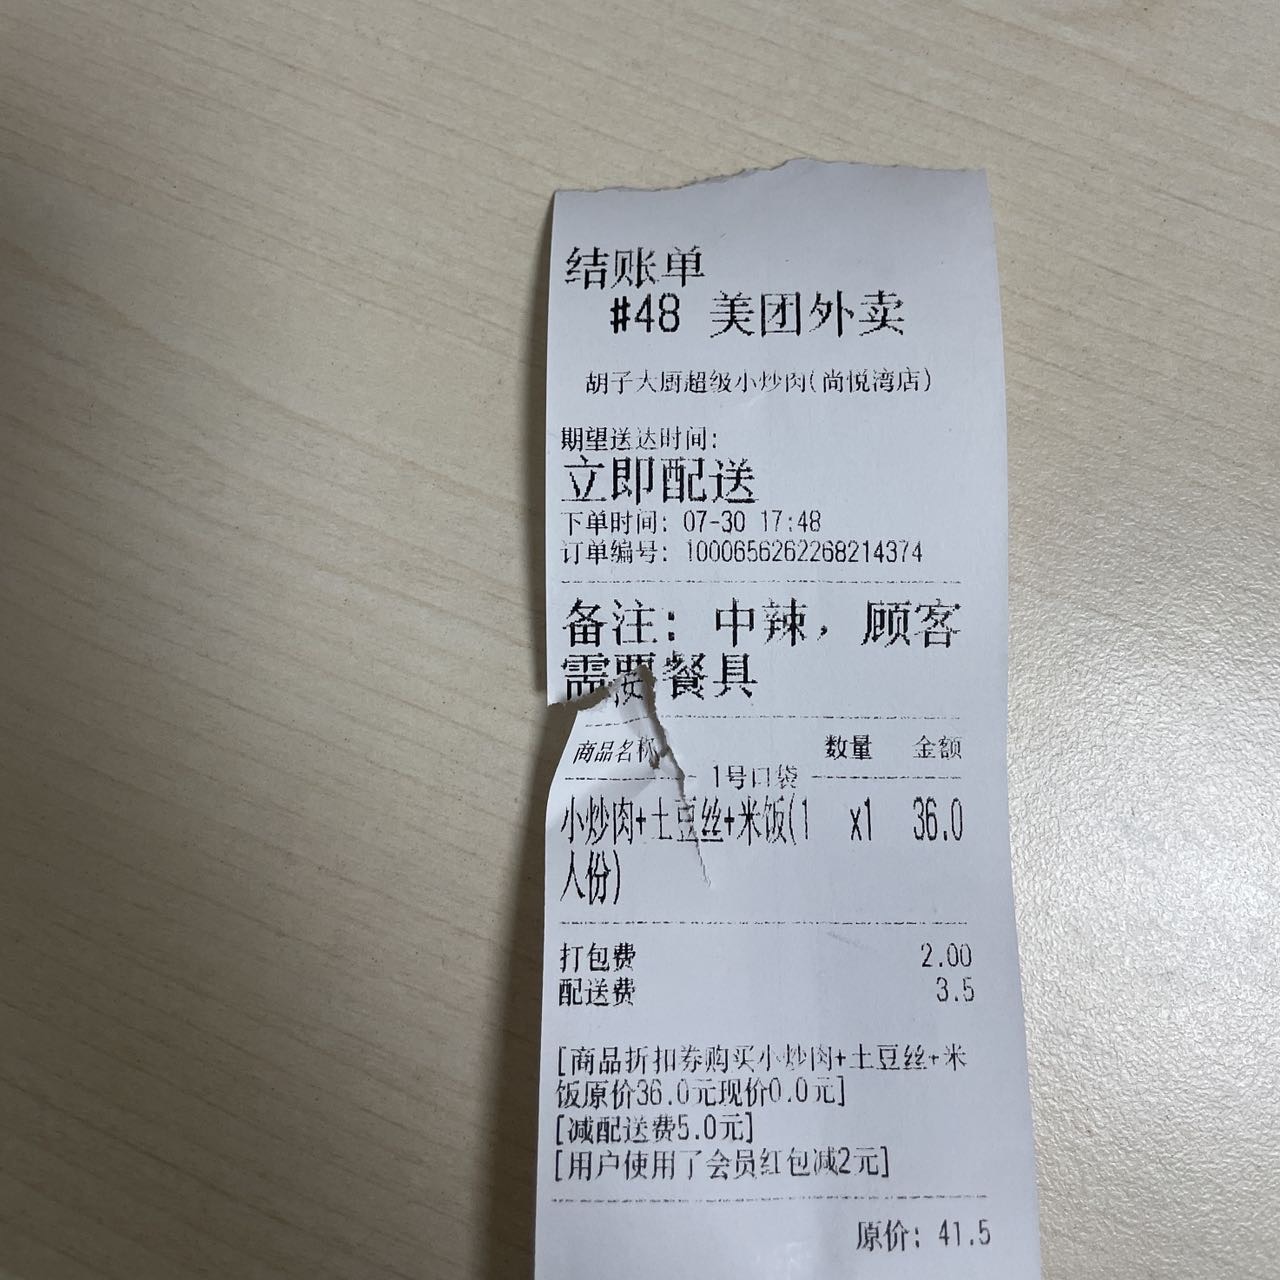 结账单
#48 美团外卖
胡子大厨超级小炒肉(尚悦湾店)
期望送达时间:
立即配送
下单时间: 07-30 17:48
订单编号: 1000656262268214374
备注: 中辣, 顾客
需要餐具
商品名称 数量 金额
1号口袋
小炒肉+土豆丝+米饭(1 x1 36.0
人份)
打包费 2.00
配送费 3.5
[商品折扣券购买小炒肉+土豆丝+米
饭原价36.0元现价0.0元]
[减配送费5.0元]
[用户使用了会员红包减2元]
原价: 41.5